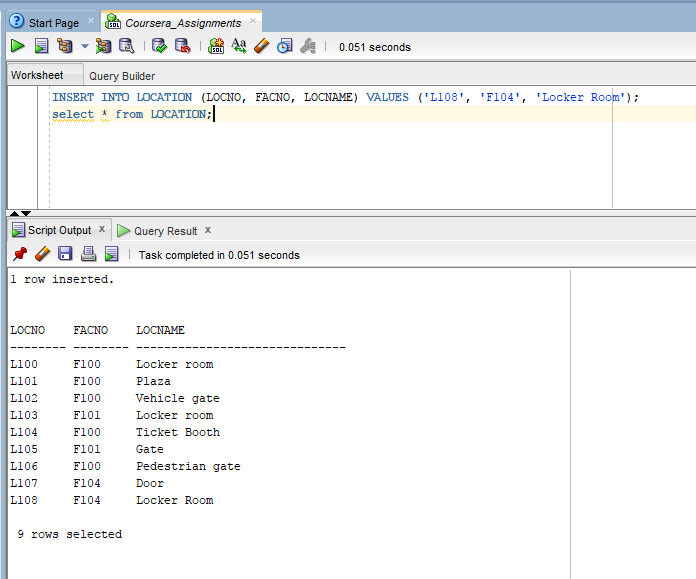 Start Page
Coursera_Assignments
0.051 seconds
Worksheet Query Builder
INSERT INTO LOCATION (LOCNO, FACNO, LOCNAME) VALUES ('L108', 'F104', 'Locker Room');
select * from LOCATION;
Script Output x Query Result x
Task completed in 0.051 seconds
1 row inserted.
LOCNO FACNO LOCNAME
-------- -------- ------------------------------
L100 F100 Locker room
L101 F100 Plaza
L102 F100 Vehicle gate
L103 F101 Locker room
L104 F100 Ticket Booth
L105 F101 Gate
L106 F100 Pedestrian gate
L107 F104 Door
L108 F104 Locker Room
9 rows selected